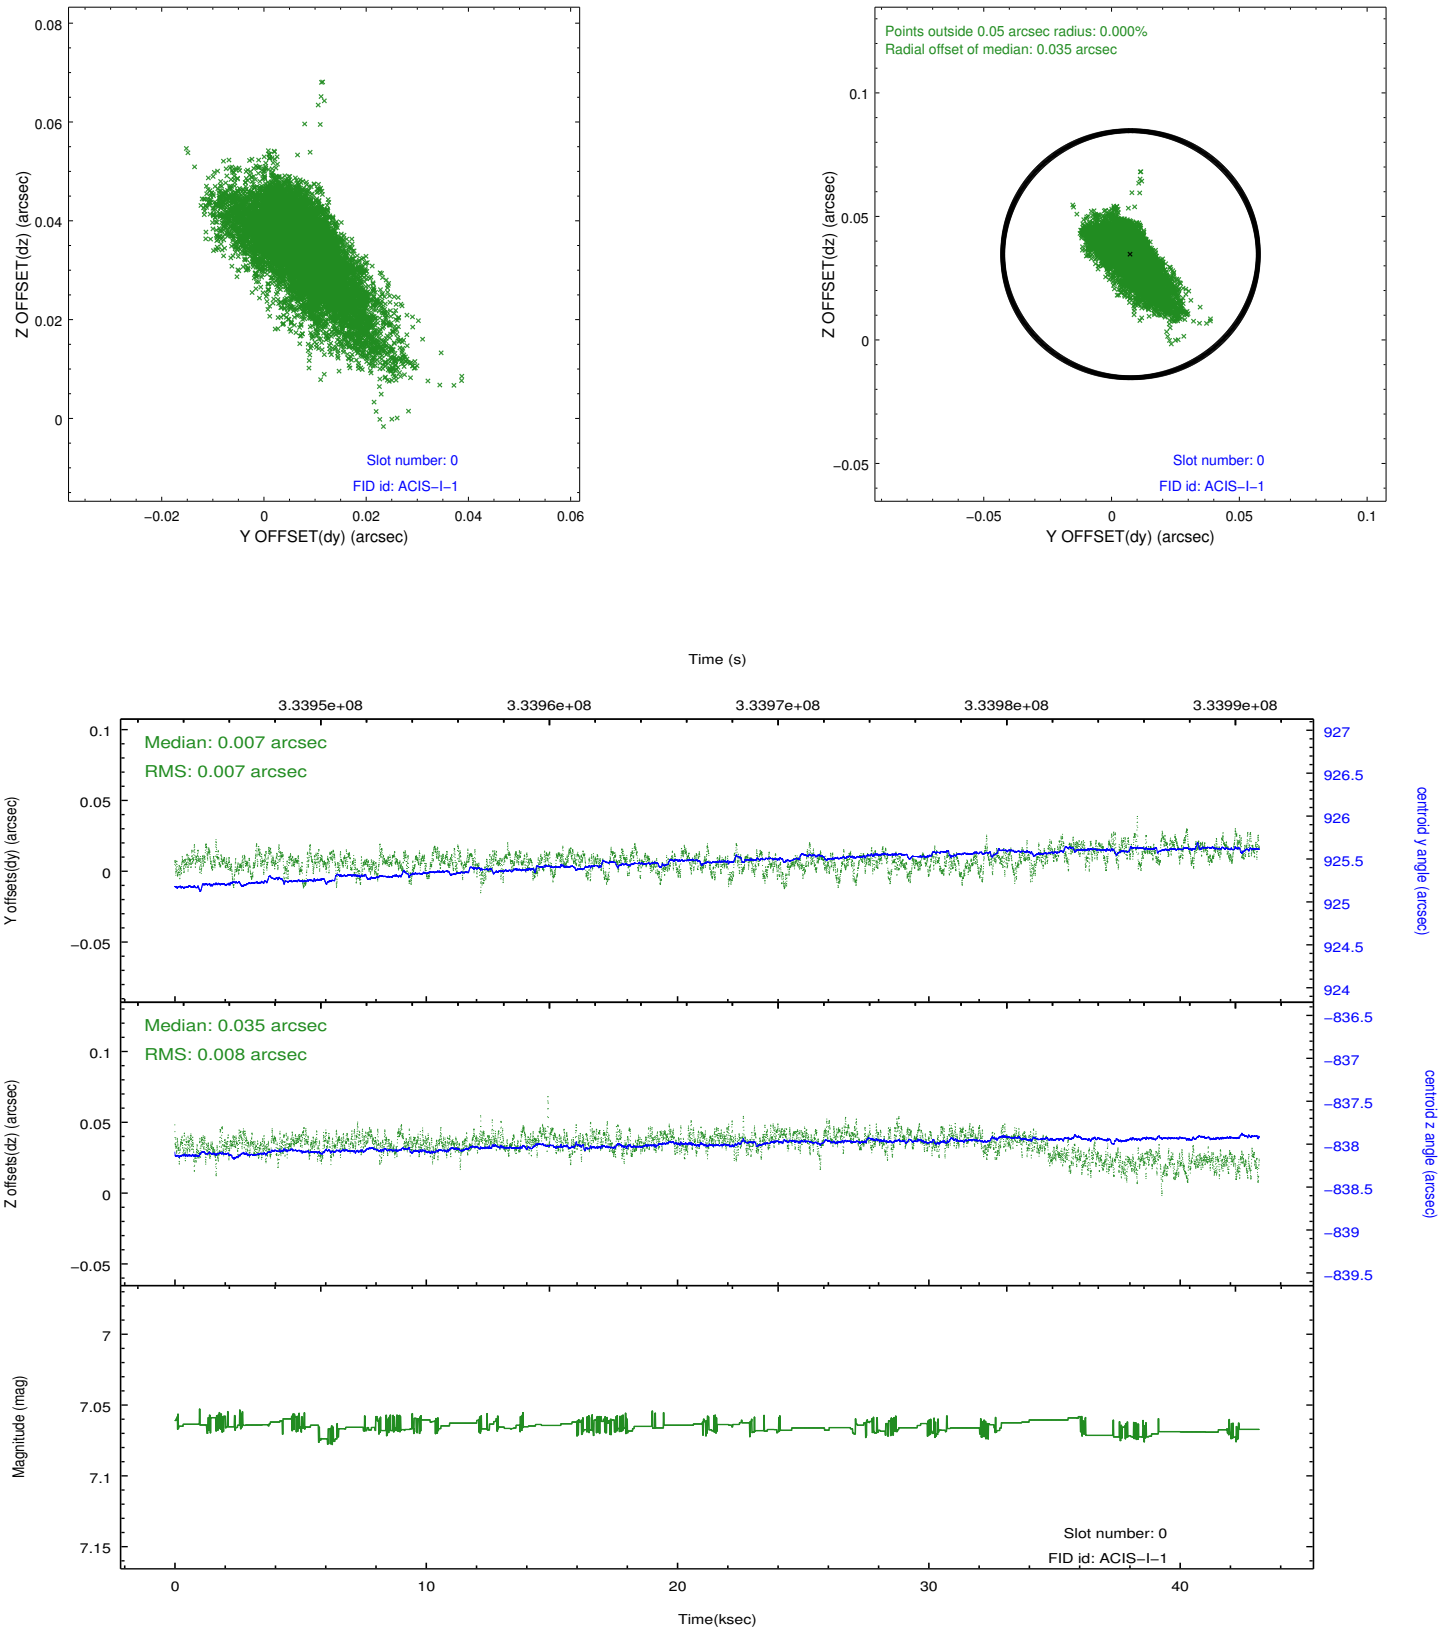 0.08
0.06
0.04
0.02
0
−0.02
0
0.02
0.04
0.06
Z OFFSET(dz) (arcsec)
Y OFFSET(dy) (arcsec)
Slot number: 0
FID id: ACIS−I−1
Points outside 0.05 arcsec radius: 0.000%
Radial offset of median: 0.035 arcsec
0.1
0.05
0
−0.05
−0.05
0
0.05
0.1
Z OFFSET(dz) (arcsec)
Y OFFSET(dy) (arcsec)
Slot number: 0
FID id: ACIS−I−1
Time (s)
3.3395e+08
3.3396e+08
3.3397e+08
3.3398e+08
3.3399e+08
Median: 0.007 arcsec
RMS: 0.007 arcsec
0.1
0.05
0
−0.05
Y offsets(dy) (arcsec)
927
926.5
926
925.5
925
924.5
924
centroid y angle (arcsec)
Median: 0.035 arcsec
RMS: 0.008 arcsec
0.1
0.05
0
−0.05
Z offsets(dz) (arcsec)
−836.5
−837
−837.5
−838
−838.5
−839
−839.5
centroid z angle (arcsec)
7
7.05
7.1
7.15
Magnitude (mag)
Slot number: 0
FID id: ACIS−I−1
0
10
20
30
40
Time(ksec)